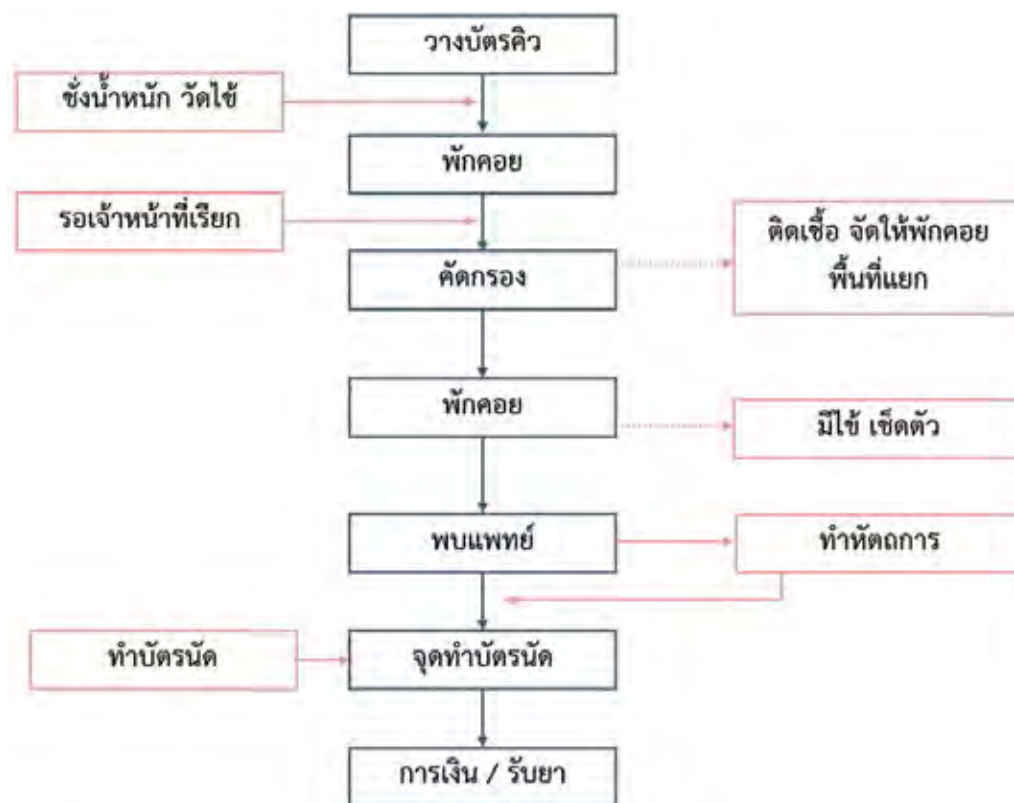 วางบัตรคิว
ชั่งน้ำหนัก วัดไข้
พักคอย
รอเจ้าหน้าที่เรียก
คัดกรอง
ติดเชื้อ จัดให้พักคอย
พื้นที่แยก
พักคอย
มีไข้ เช็ดตัว
พบแพทย์
ทำหัตถการ
ทำบัตรนัด
จุดทำบัตรนัด
การเงิน / รับยา